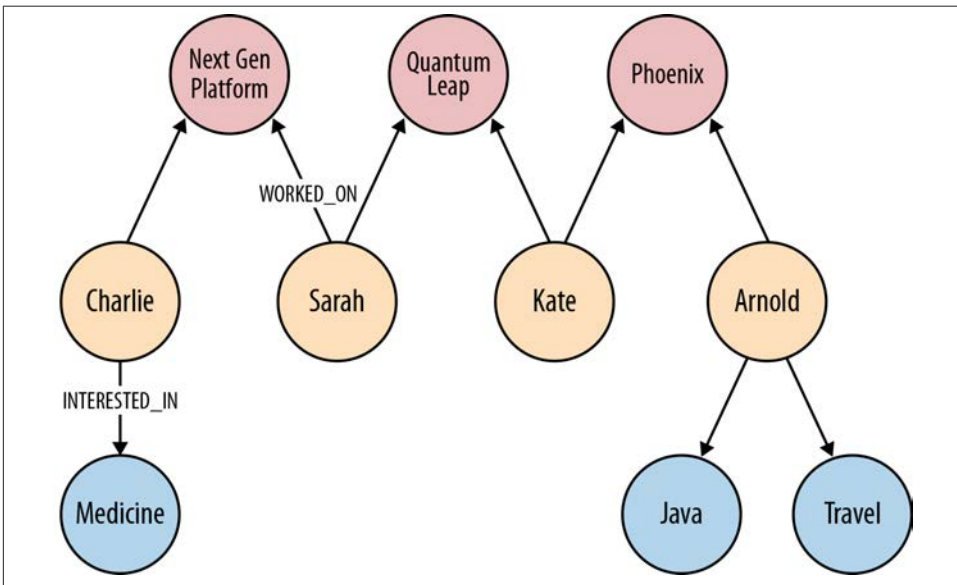 Next Gen
Platform
Quantum
Leap
Phoenix
WORKED_ON
Charlie
Sarah
Kate
Arnold
INTERESTED_IN
Medicine
Java
Travel